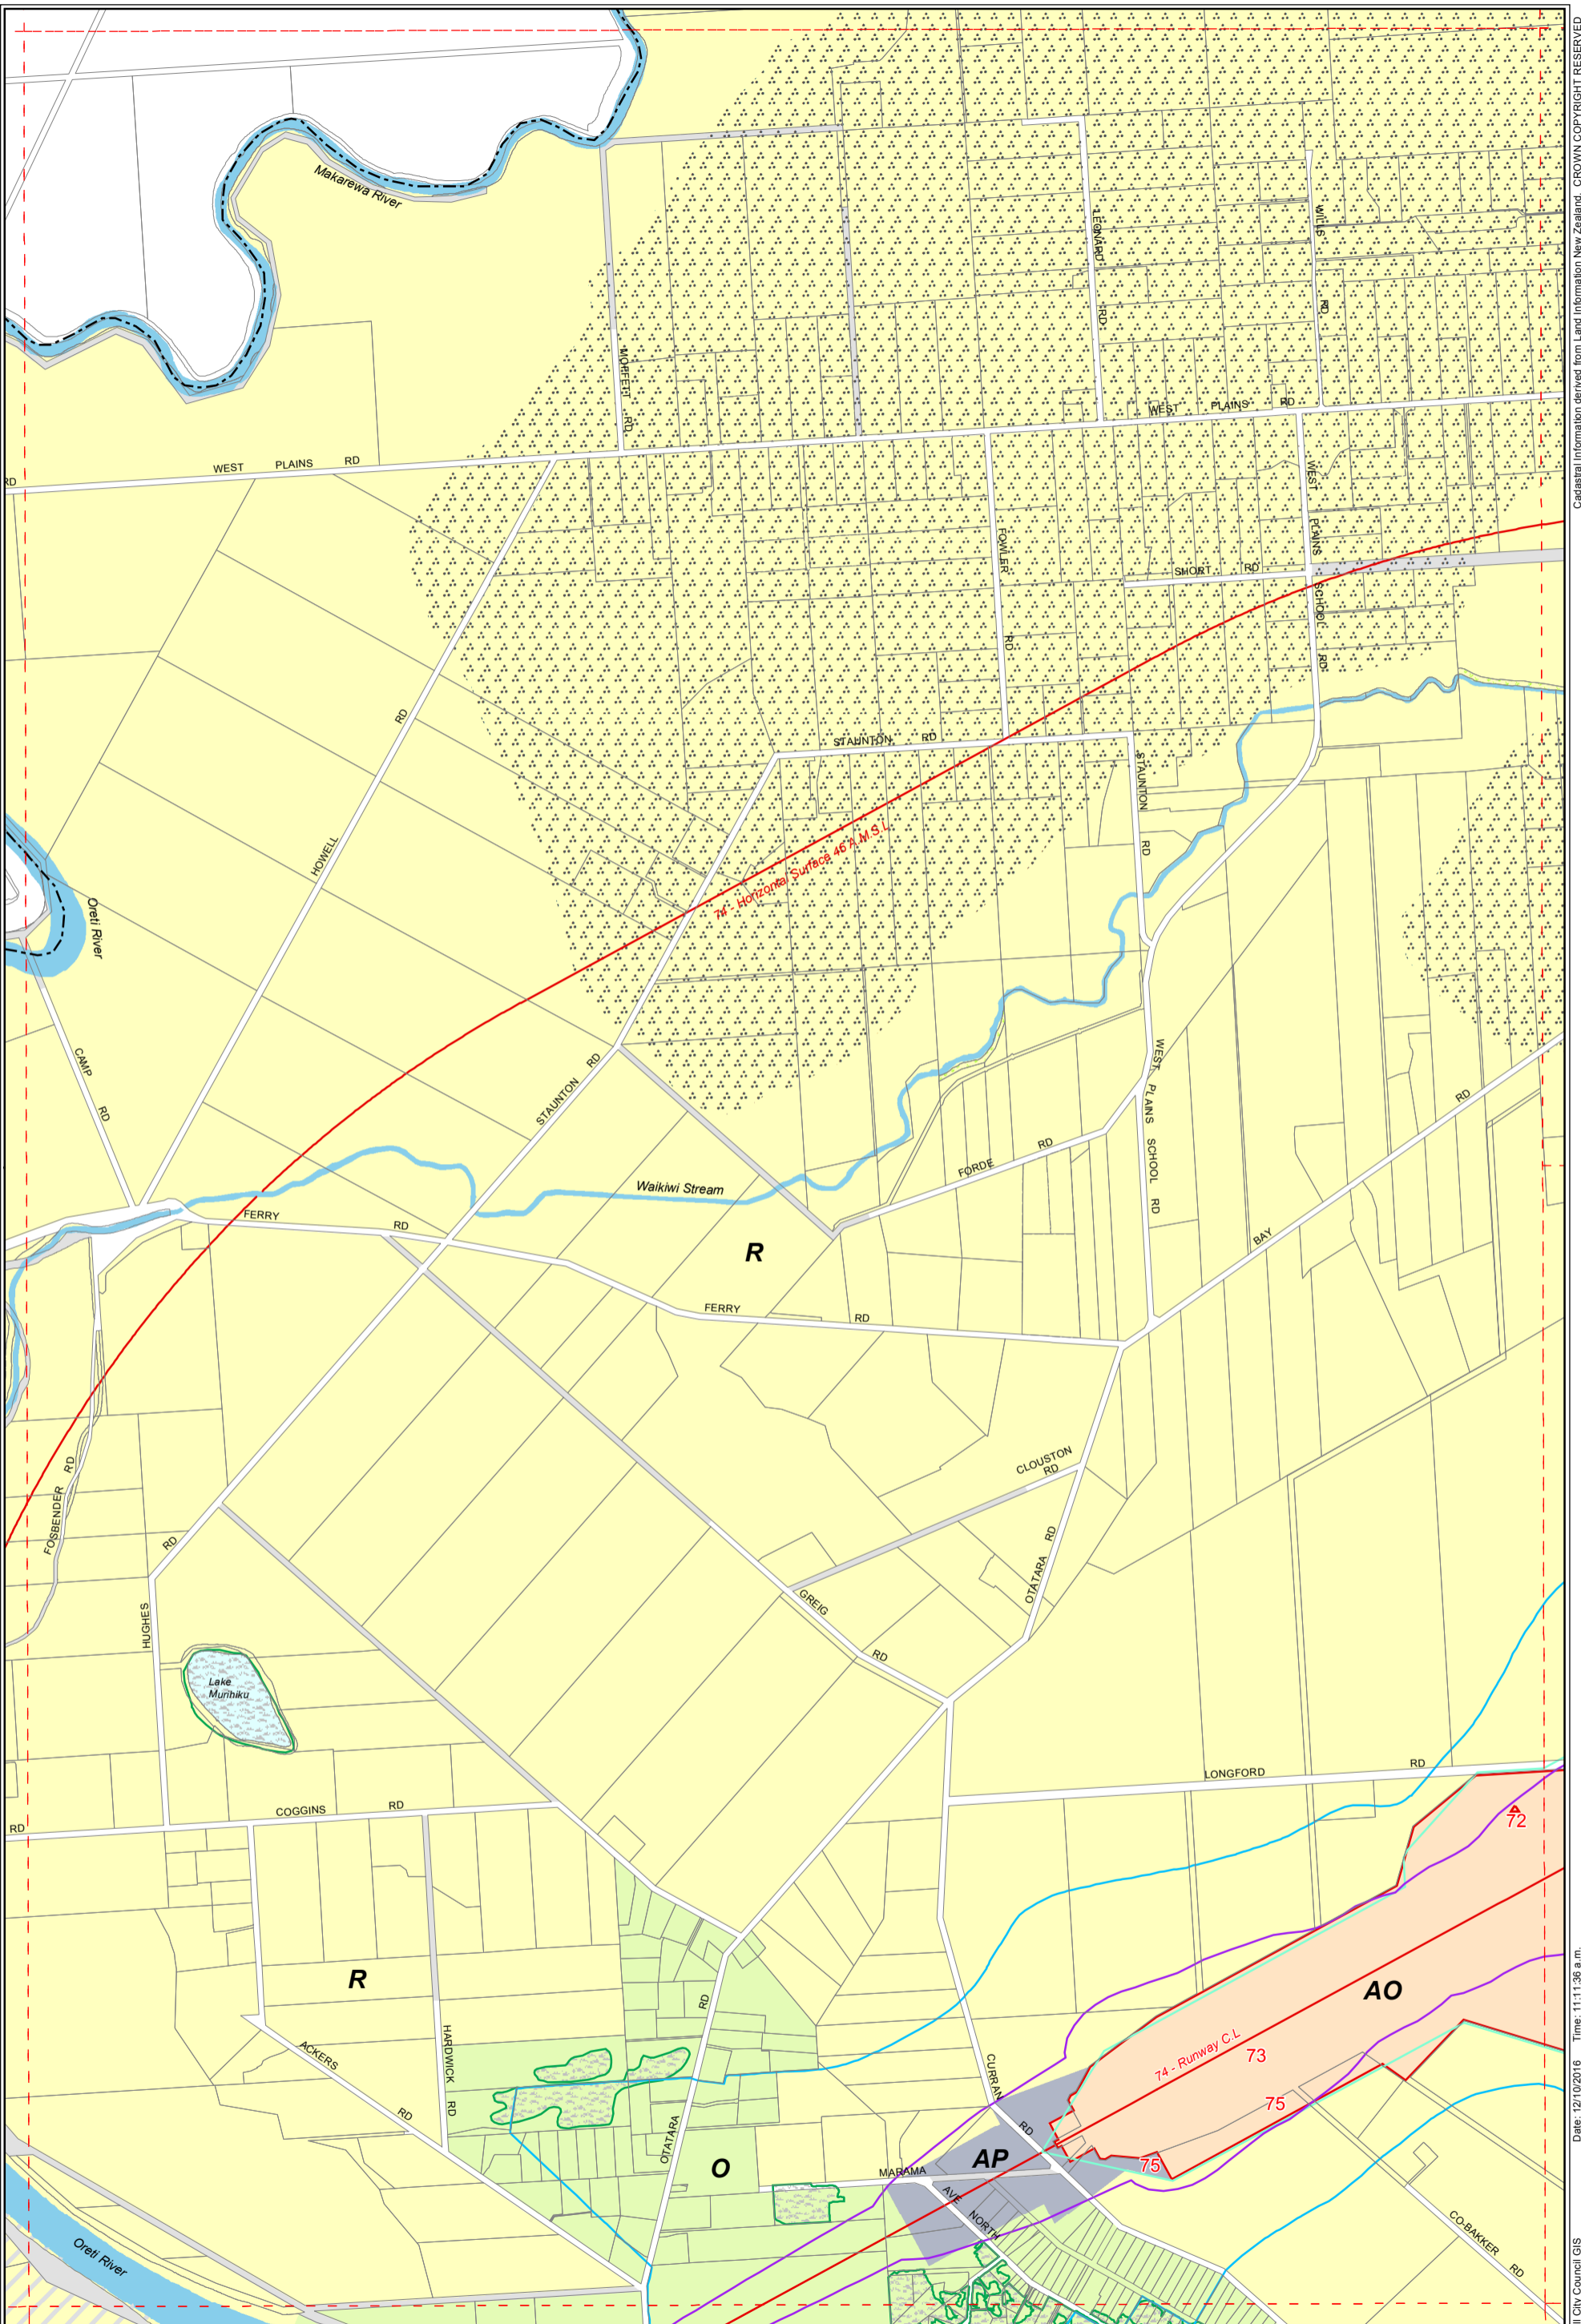 Makarewa River
LEONARD
RD
WILLS
RD
MOFFETT
RD
WEST PLAINS RD
WEST PLAINS RD
RD
WEST PLAINS SCHOOL RD
FOWLER
RD
SHORT RD
STAUNTON RD
STAUNTON
RD
HOWELL
RD
74 - Horizontal Surface 46 A.M.S.L
Oreti River
CAMP
RD
STAUNTON
RD
WEST PLAINS SCHOOL RD
FORDE
RD
BAY
RD
Waikiwi Stream
FERRY
RD
R
FERRY
RD
CLOUSTON
RD
FOSBENDER
RD
RD
OTATARA
RD
GREIG
RD
HUGHES
Lake
Murihiku
LONGFORD
RD
COGGINS
RD
RD
72
R
AO
RD
ACKERS
RD
HARDWICK
RD
CURRAN
RD
74 - Runway C.L
73
75
75
OTATARA
O
AP
MARAMA
AVE
NORTH
CO-BAKKER
RD
Oreti River
Cadastral Information derived from Land Information New Zealand. CROWN COPYRIGHT RESERVED
Date: 12/10/2016 Time: 11:11:36 a.m.
City Council GIS